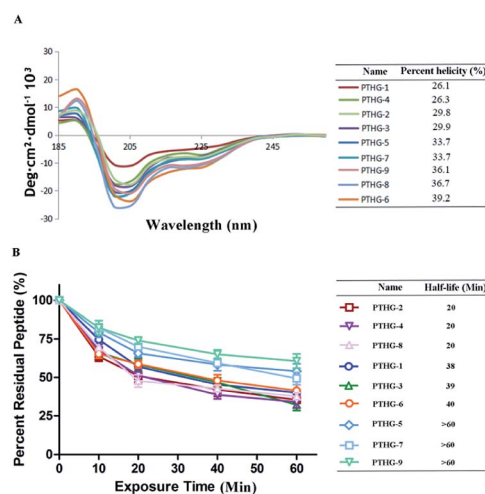 A
Deg·cm²·dmol⁻¹ 10³
30
20
10
0
-10
-20
-30
185
205
225
245
Wavelength (nm)
Name Percent helicity (%)
PTHG-1 26.1
PTHG-4 26.3
PTHG-2 29.8
PTHG-3 29.9
PTHG-5 33.7
PTHG-7 33.7
PTHG-9 36.1
PTHG-8 36.7
PTHG-6 39.2
B
Percent Residual Peptide (%)
100
75
50
25
0
0 10 20 30 40 50 60
Exposure Time (Min)
Name Half-life (Min)
PTHG-2 20
PTHG-4 20
PTHG-8 20
PTHG-1 38
PTHG-3 39
PTHG-6 40
PTHG-5 >60
PTHG-7 >60
PTHG-9 >60